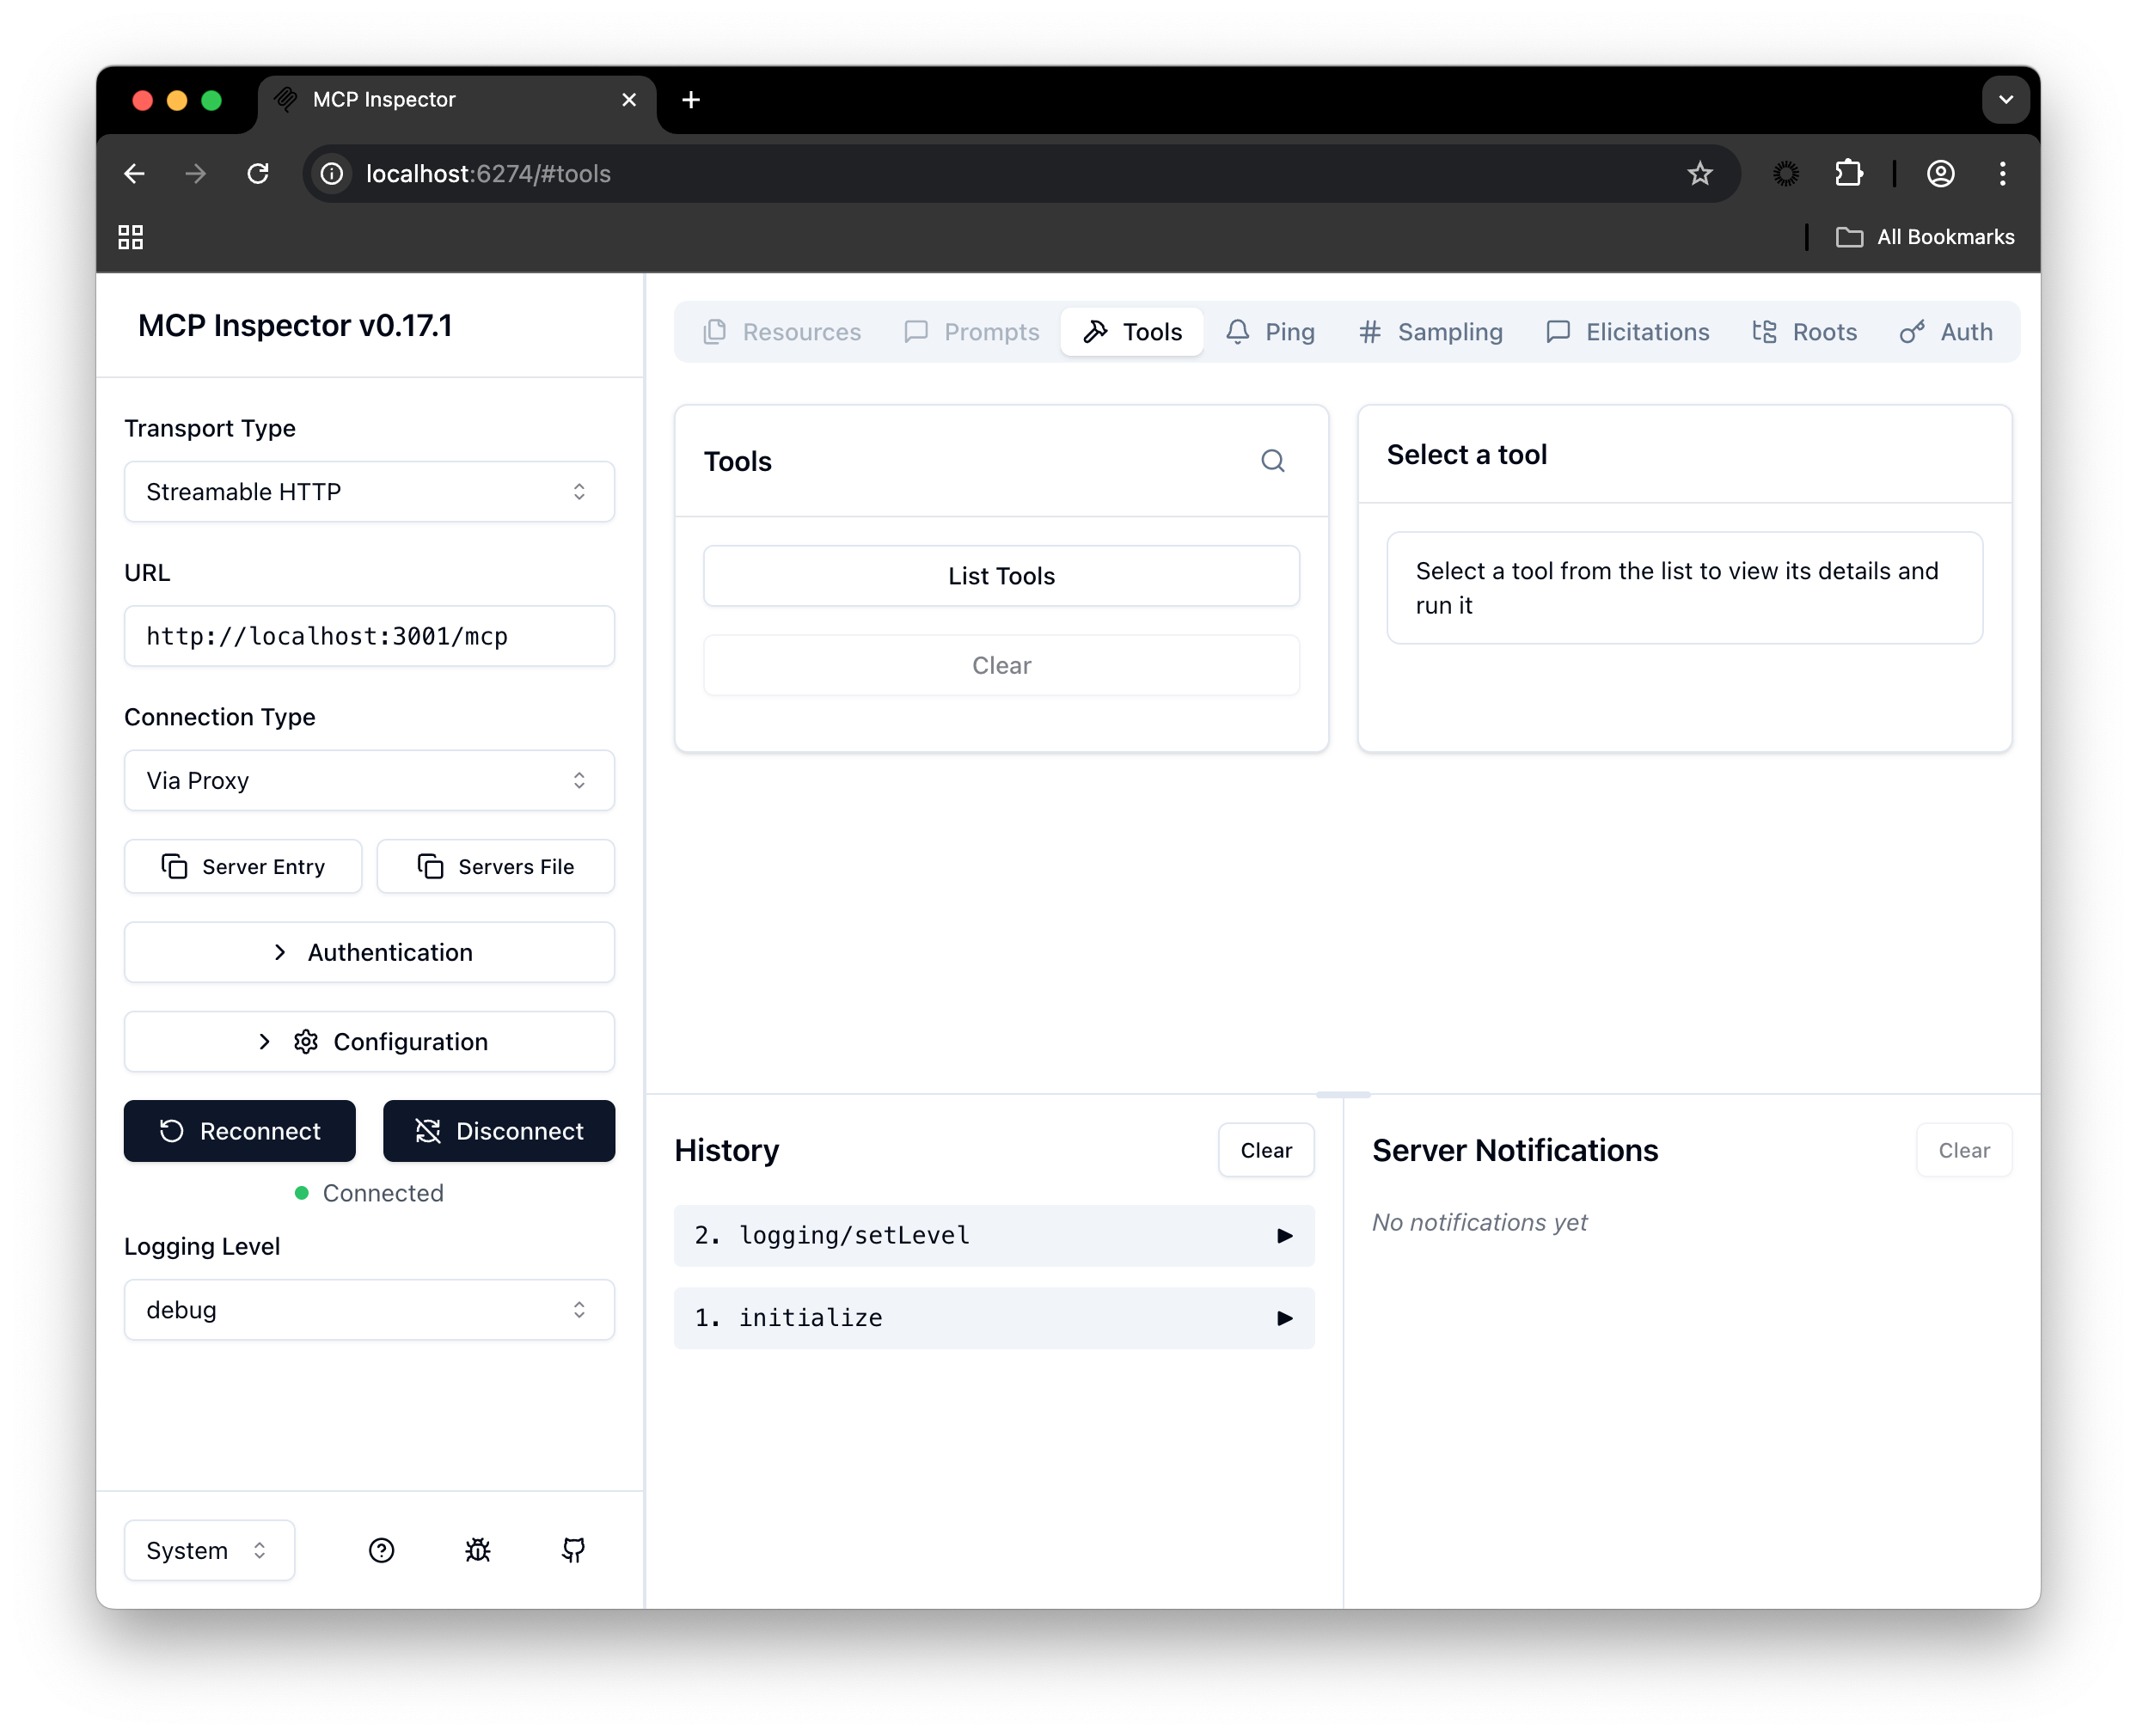 MCP Inspector
localhost:6274/#tools
All Bookmarks
MCP Inspector v0.17.1
Transport Type
Streamable HTTP
URL
http://localhost:3001/mcp
Connection Type
Via Proxy
Server Entry
Servers File
Authentication
Configuration
Reconnect
Disconnect
Connected
Logging Level
debug
System
Resources
Prompts
Tools
Ping
Sampling
Elicitations
Roots
Auth
Tools
List Tools
Clear
Select a tool
Select a tool from the list to view its details and
run it
History
Clear
2. logging/setLevel
1. initialize
Server Notifications
Clear
No notifications yet